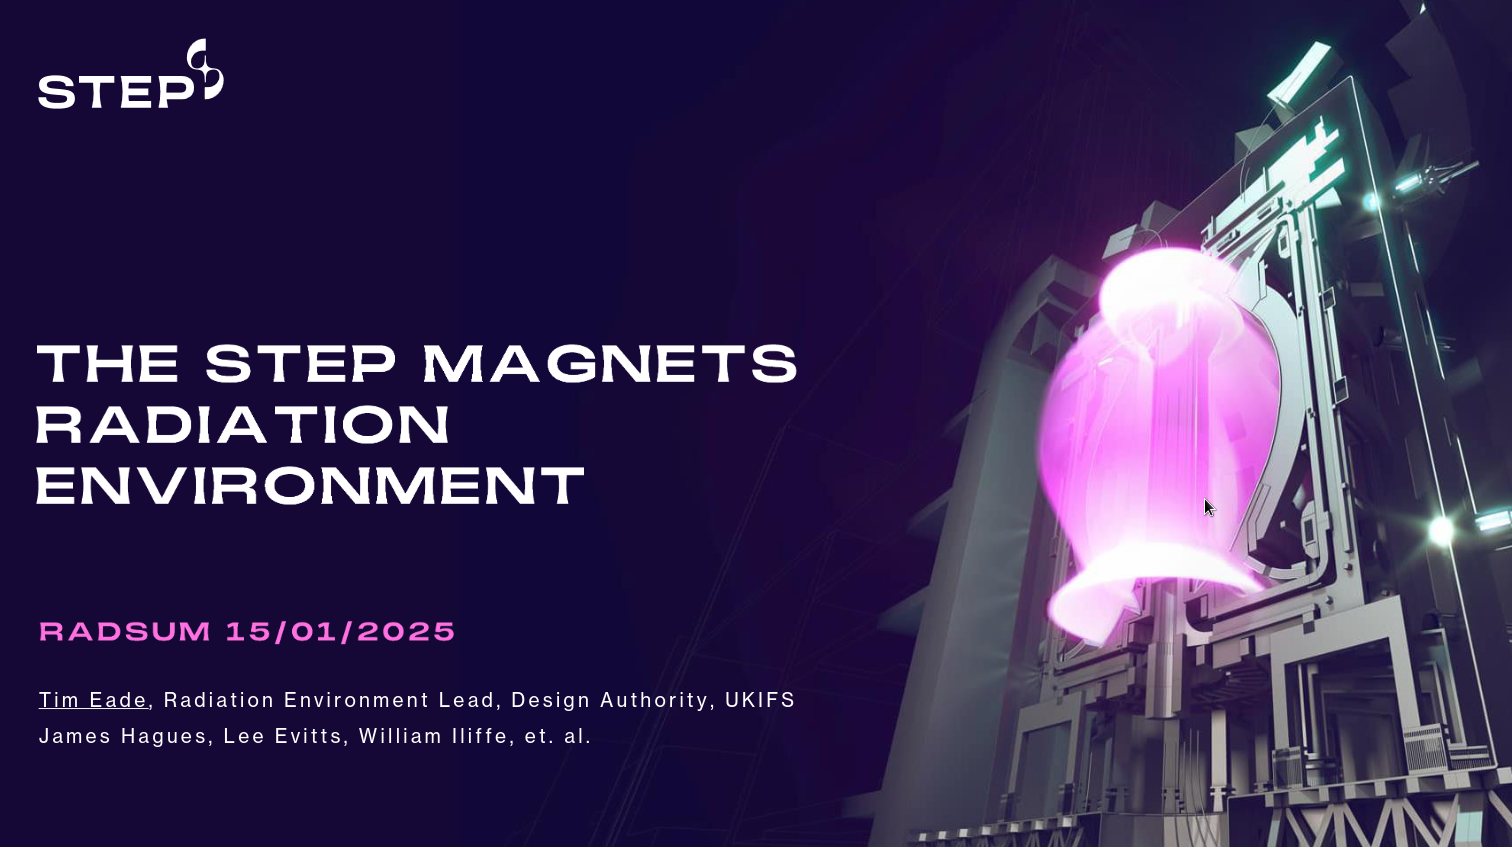 STEP
THE STEP MAGNETS
RADIATION
ENVIRONMENT
RADSUM 15/01/2025
Tim Eade, Radiation Environment Lead, Design Authority, UKIFS
James Hagues, Lee Evitts, William Iliffe, et. al.